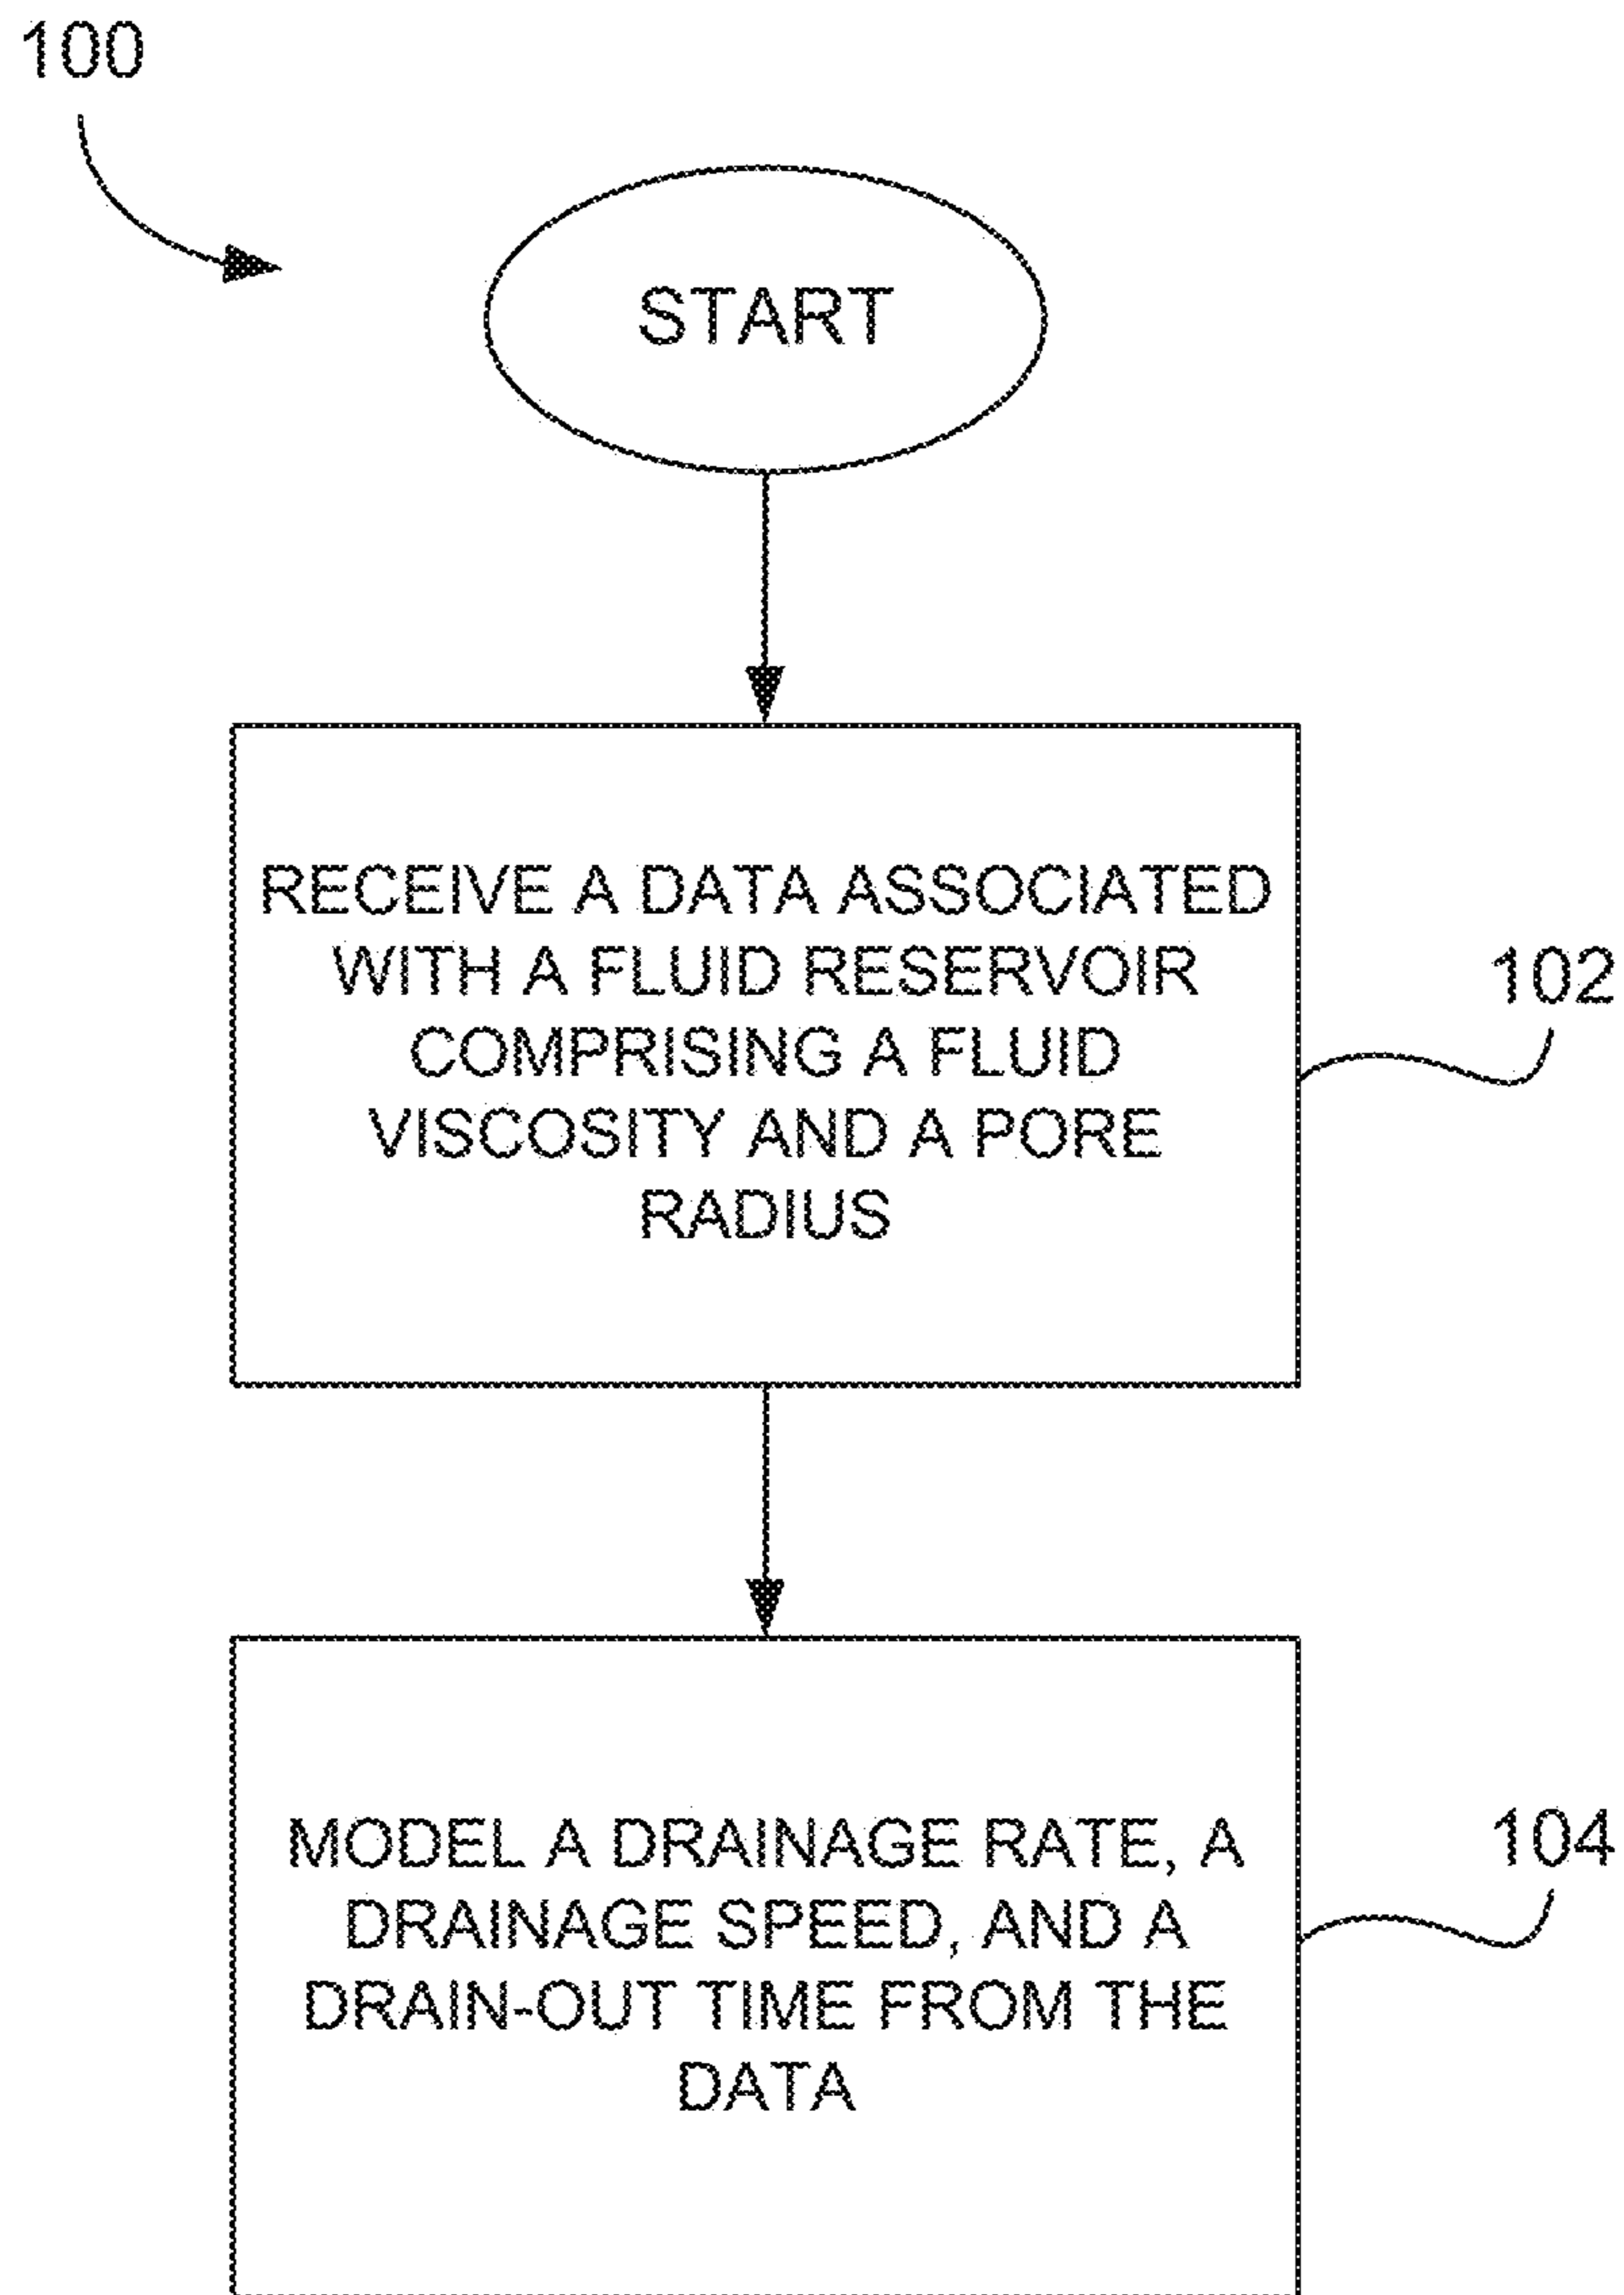 100
START
RECEIVE A DATA ASSOCIATED
WITH A FLUID RESERVOIR
COMPRISING A FLUID
VISCOSITY AND A PORE
RADIUS
102
MODEL A DRAINAGE RATE, A
DRAINAGE SPEED, AND A
DRAIN-OUT TIME FROM THE
DATA
104